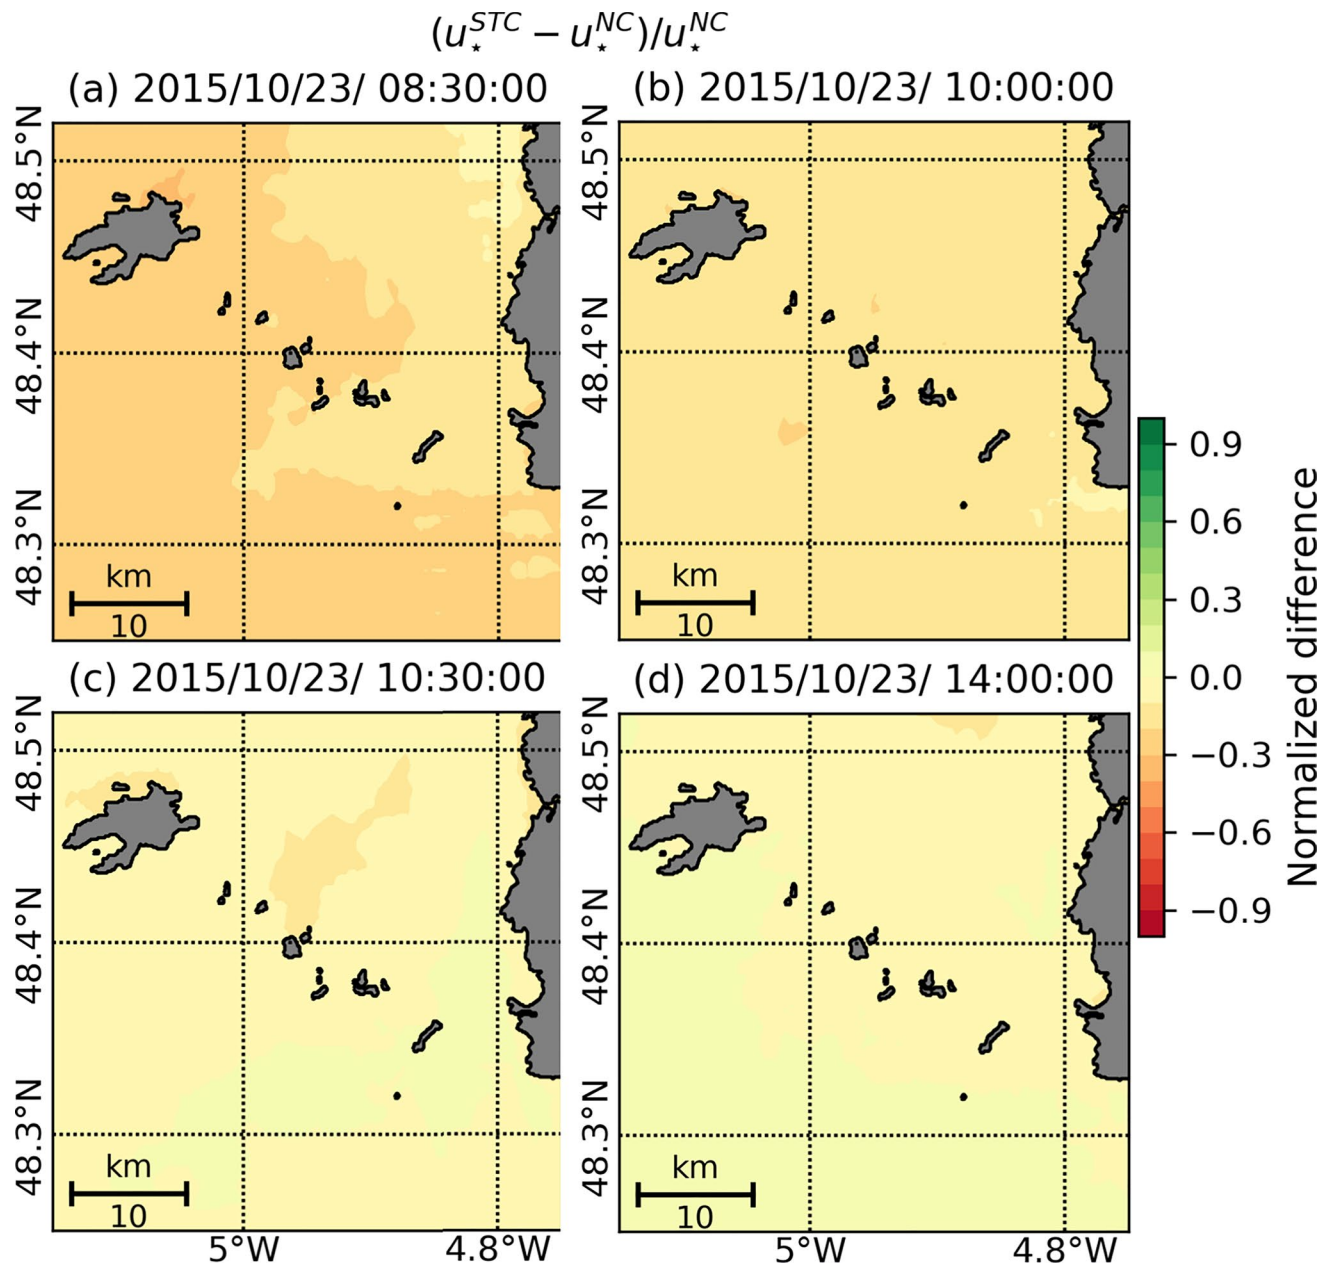 (u⋆^STC − u⋆^NC)/u⋆^NC
(a) 2015/10/23/ 08:30:00
(b) 2015/10/23/ 10:00:00
48.5°N
48.4°N
48.3°N
km
10
48.5°N
48.4°N
48.3°N
km
10
(c) 2015/10/23/ 10:30:00
(d) 2015/10/23/ 14:00:00
48.5°N
48.4°N
48.3°N
km
10
5°W
4.8°W
48.5°N
48.4°N
48.3°N
km
10
5°W
4.8°W
0.9
0.6
0.3
0.0
−0.3
−0.6
−0.9
Normalized difference